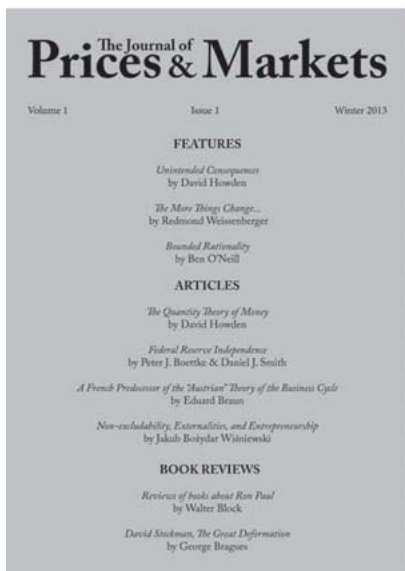 The Journal of
Prices & Markets
Volume 1 Issue 1 Winter 2013
FEATURES
Unintended Consequences
by David Howden
The More Things Change...
by Redmond Weissenberger
Bounded Rationality
by Ben O'Neill
ARTICLES
The Quantity Theory of Money
by David Howden
Federal Reserve Independence
by Peter J. Boettke & Daniel J. Smith
A French Predecessor of the "Austrian" Theory of the Business Cycle
by Eduard Braun
Non-excludability, Externalities, and Entrepreneurship
by Jakub Bożydar Wiśniewski
BOOK REVIEWS
Reviews of books about Ron Paul
by Walter Block
David Stockman, The Great Deformation
by George Bragues